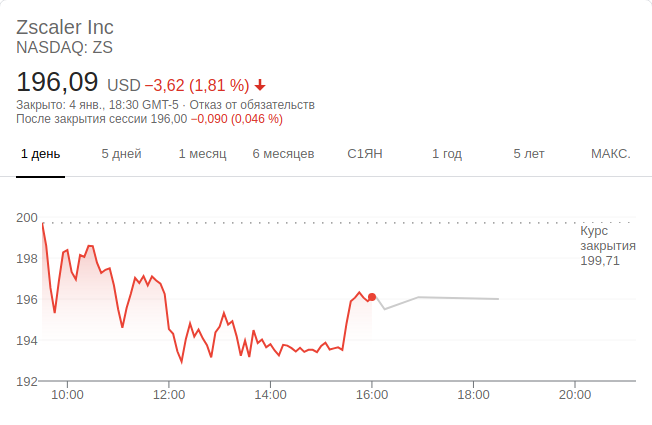 Zscaler Inc
NASDAQ: ZS
196,09 USD −3,62 (1,81 %)
Закрыто: 4 янв., 18:30 GMT-5 · Отказ от обязательств
После закрытия сессии 196,00 −0,090 (0,046 %)
1 день 5 дней 1 месяц 6 месяцев С1ЯН 1 год 5 лет МАКС.
200
Курс
закрытия
199,71
198
196
194
192
10:00 12:00 14:00 16:00 18:00 20:00